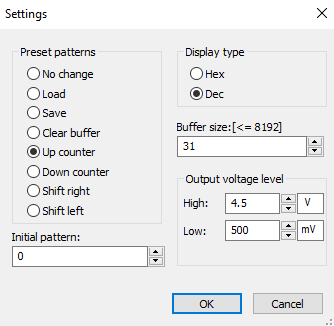 Settings
Preset patterns
No change
Load
Save
Clear buffer
Up counter
Down counter
Shift right
Shift left
Initial pattern:
0
Display type
Hex
Dec
Buffer size:[<= 8192]
31
Output voltage level
High: 4.5 V
Low: 500 mV
OK Cancel